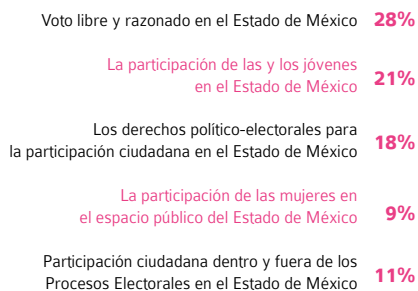 Voto libre y razonado en el Estado de México 28%
La participación de las y los jóvenes
en el Estado de México 21%
Los derechos político-electorales para
la participación ciudadana en el Estado de México 18%
La participación de las mujeres en
el espacio público del Estado de México 9%
Participación ciudadana dentro y fuera de los
Procesos Electorales en el Estado de México 11%